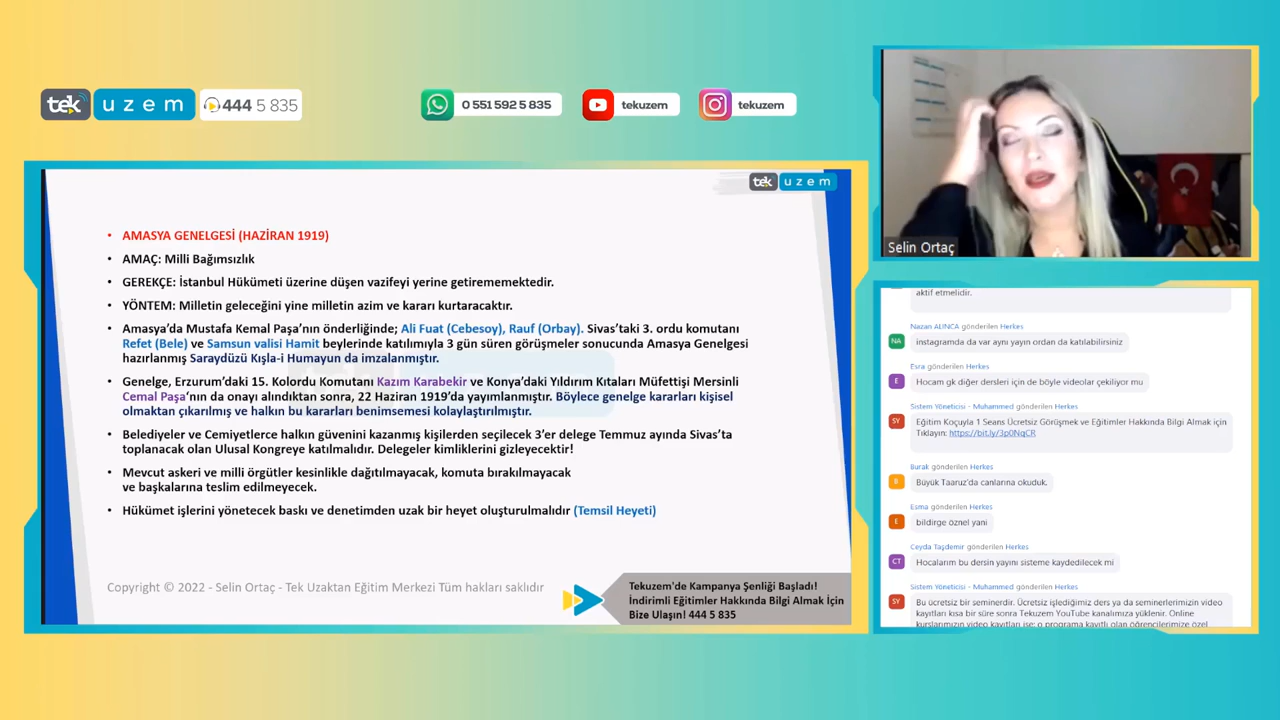 tek uzem 444 5 835
0 551 592 5 835
tekuzem
tekuzem
tek uzem
• AMASYA GENELGESİ (HAZİRAN 1919)
• AMAÇ: Milli Bağımsızlık
• GEREKÇE: İstanbul Hükümeti üzerine düşen vazifeyi yerine getirememektedir.
• YÖNTEM: Milletin geleceğini yine milletin azim ve kararı kurtaracaktır.
• Amasya’da Mustafa Kemal Paşa’nın önderliğinde; Ali Fuat (Cebesoy), Rauf (Orbay). Sivas’taki 3. ordu komutanı
Refet (Bele) ve Samsun valisi Hamit beylerinde katılımıyla 3 gün süren görüşmeler sonucunda Amasya Genelgesi
hazırlanmış Saraydüzü Kışla-i Humayun da imzalanmıştır.
• Genelge, Erzurum’daki 15. Kolordu Komutanı Kazım Karabekir ve Konya’daki Yıldırım Kıtaları Müfettişi Mersinli
Cemal Paşa‘nın da onayı alındıktan sonra, 22 Haziran 1919’da yayımlanmıştır. Böylece genelge kararları kişisel
olmaktan çıkarılmış ve halkın bu kararları benimsemesi kolaylaştırılmıştır.
• Belediyeler ve Cemiyetlerce halkın güvenini kazanmış kişilerden seçilecek 3’er delege Temmuz ayında Sivas’ta
toplanacak olan Ulusal Kongreye katılmalıdır. Delegeler kimliklerini gizleyecektir!
• Mevcut askeri ve milli örgütler kesinlikle dağıtılmayacak, komuta bırakılmayacak
ve başkalarına teslim edilmeyecek.
• Hükümet işlerini yönetecek baskı ve denetimden uzak bir heyet oluşturulmalıdır (Temsil Heyeti)
Copyright © 2022 - Selin Ortaç - Tek Uzaktan Eğitim Merkezi Tüm hakları saklıdır
Tekuzem'de Kampanya Şenliği Başladı!
İndirimli Eğitimler Hakkında Bilgi Almak İçin
Bize Ulaşın! 444 5 835
Selin Ortaç
aktif etmelidir.
Nazan ALINCA gönderilen Herkes
NA
instagramda da var aynı yayın ordan da katılabilirsiniz
Esra gönderilen Herkes
E
Hocam gk diğer dersleri için de böyle videolar çekiliyor mu
Sistem Yöneticisi - Muhammed gönderilen Herkes
SY
Eğitim Koçuyla 1 Seans Ücretsiz Görüşmek ve Eğitimler Hakkında Bilgi Almak için
Tıklayın: https://bit.ly/3p0NqCR
Burak gönderilen Herkes
B
Büyük Taaruz'da canlarına okuduk.
Esma gönderilen Herkes
E
bildirge öznel yani
Ceyda Taşdemir gönderilen Herkes
CT
Hocalarım bu dersin yayını sisteme kaydedilecek mi
Sistem Yöneticisi - Muhammed gönderilen Herkes
SY
Bu ücretsiz bir seminerdir. Ücretsiz işlediğimiz ders ya da seminerlerimizin video
kayıtları kısa bir süre sonra Tekuzem YouTube kanalımıza yüklenir. Online
kurslarımızın video kayıtları ise; o programa kayıtlı olan öğrencilerimize özel